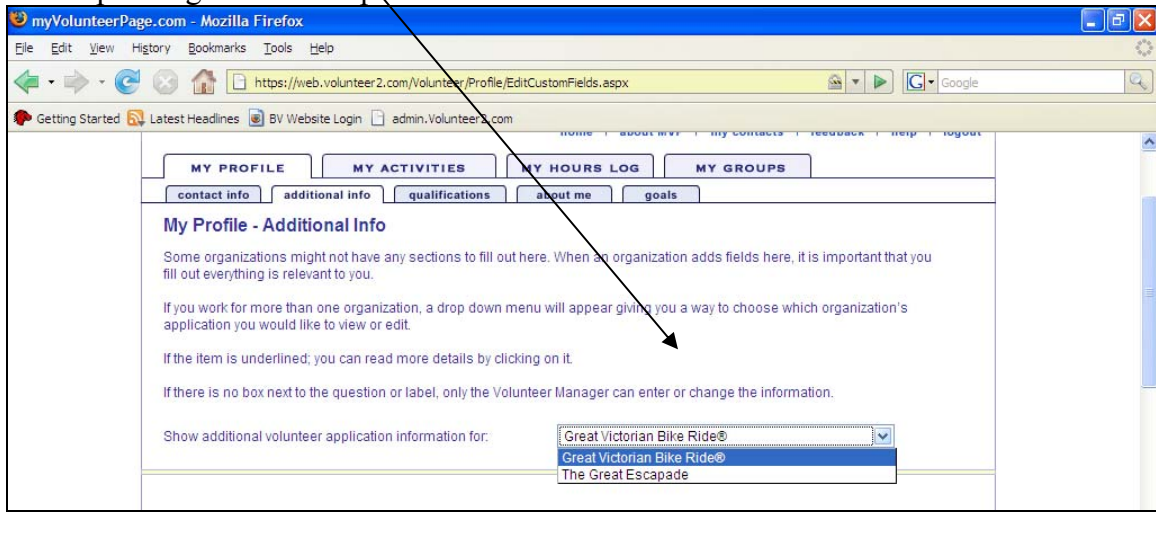 myVolunteerPage.com - Mozilla Firefox
File Edit View History Bookmarks Tools Help
https://web.volunteer2.com/Volunteer/Profile/EditCustomFields.aspx G Google
Getting Started Latest Headlines BV Website Login admin.Volunteer2.com
home | about MVP | my contacts | feedback | help | logout
MY PROFILE MY ACTIVITIES MY HOURS LOG MY GROUPS
contact info additional info qualifications about me goals
My Profile - Additional Info
Some organizations might not have any sections to fill out here. When an organization adds fields here, it is important that you
fill out everything is relevant to you.
If you work for more than one organization, a drop down menu will appear giving you a way to choose which organization's
application you would like to view or edit.
If the item is underlined; you can read more details by clicking on it.
If there is no box next to the question or label, only the Volunteer Manager can enter or change the information.
Show additional volunteer application information for: Great Victorian Bike Ride®
Great Victorian Bike Ride®
The Great Escapade